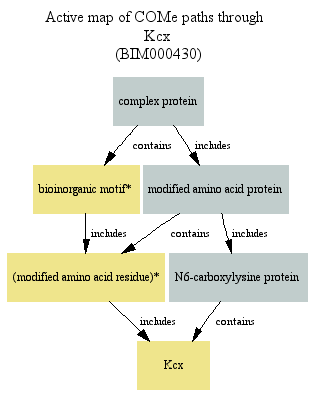 Active map of COMe paths through
Kcx
(BIM000430)
complex protein
contains
includes
bioinorganic motif*
modified amino acid protein
includes
contains
includes
(modified amino acid residue)*
N6-carboxylysine protein
includes
contains
Kcx